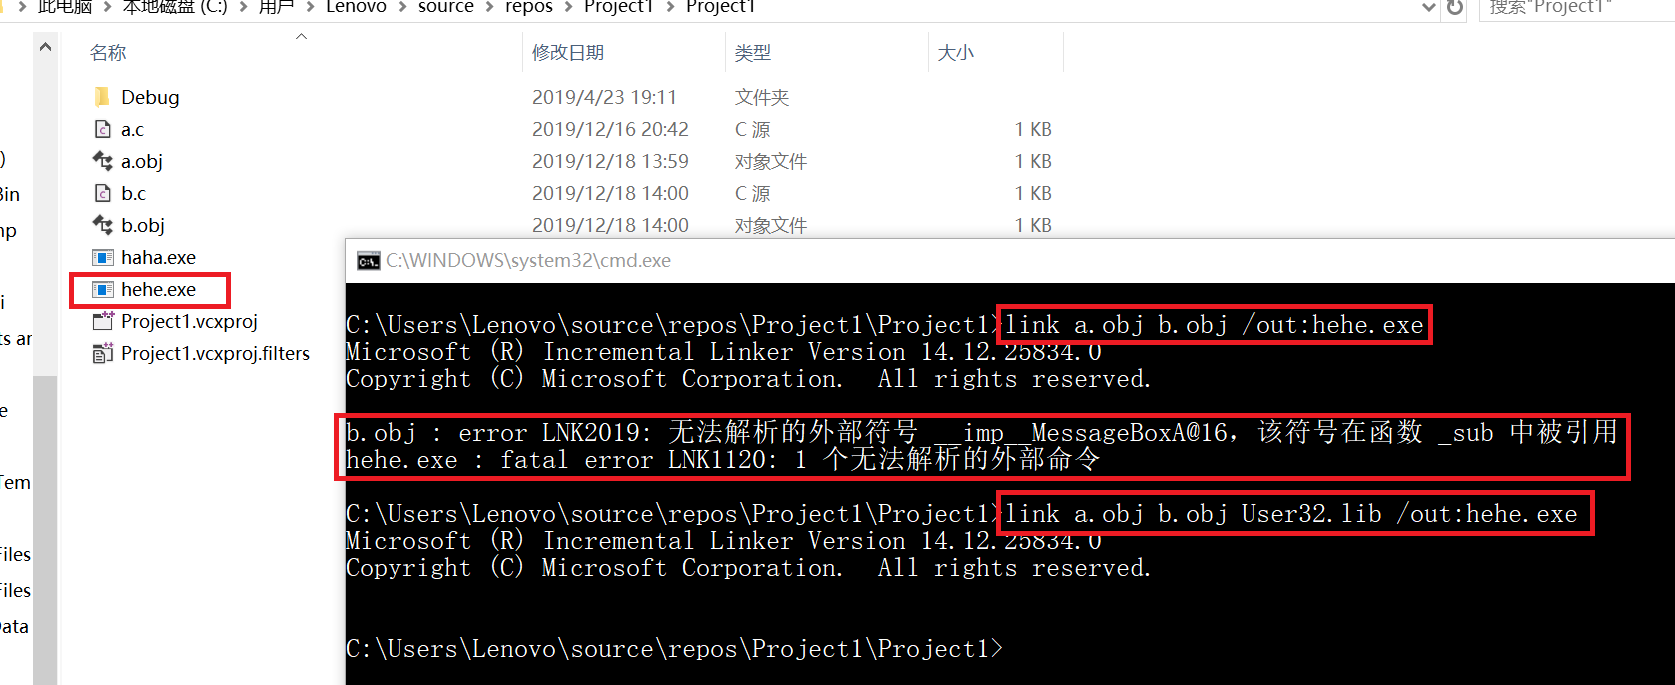 此电脑 > 本地磁盘 (C:) > 用户 > Lenovo > source > repos > Project1 > Project1
搜索"Project1"
名称 修改日期 类型 大小
Debug 2019/4/23 19:11 文件夹
a.c 2019/12/16 20:42 C 源 1 KB
a.obj 2019/12/18 13:59 对象文件 1 KB
b.c 2019/12/18 14:00 C 源 1 KB
b.obj 2019/12/18 14:00 对象文件 1 KB
haha.exe
hehe.exe
Project1.vcxproj
Project1.vcxproj.filters
)
Bin
mp
i
ts ar
e
Tem
Files
Files
Data
C:\WINDOWS\system32\cmd.exe
C:\Users\Lenovo\source\repos\Project1\Project1>link a.obj b.obj /out:hehe.exe
Microsoft (R) Incremental Linker Version 14.12.25834.0
Copyright (C) Microsoft Corporation.  All rights reserved.
b.obj : error LNK2019: 无法解析的外部符号 __imp__MessageBoxA@16，该符号在函数 _sub 中被引用
hehe.exe : fatal error LNK1120: 1 个无法解析的外部命令
C:\Users\Lenovo\source\repos\Project1\Project1>link a.obj b.obj User32.lib /out:hehe.exe
Microsoft (R) Incremental Linker Version 14.12.25834.0
Copyright (C) Microsoft Corporation.  All rights reserved.
C:\Users\Lenovo\source\repos\Project1\Project1>